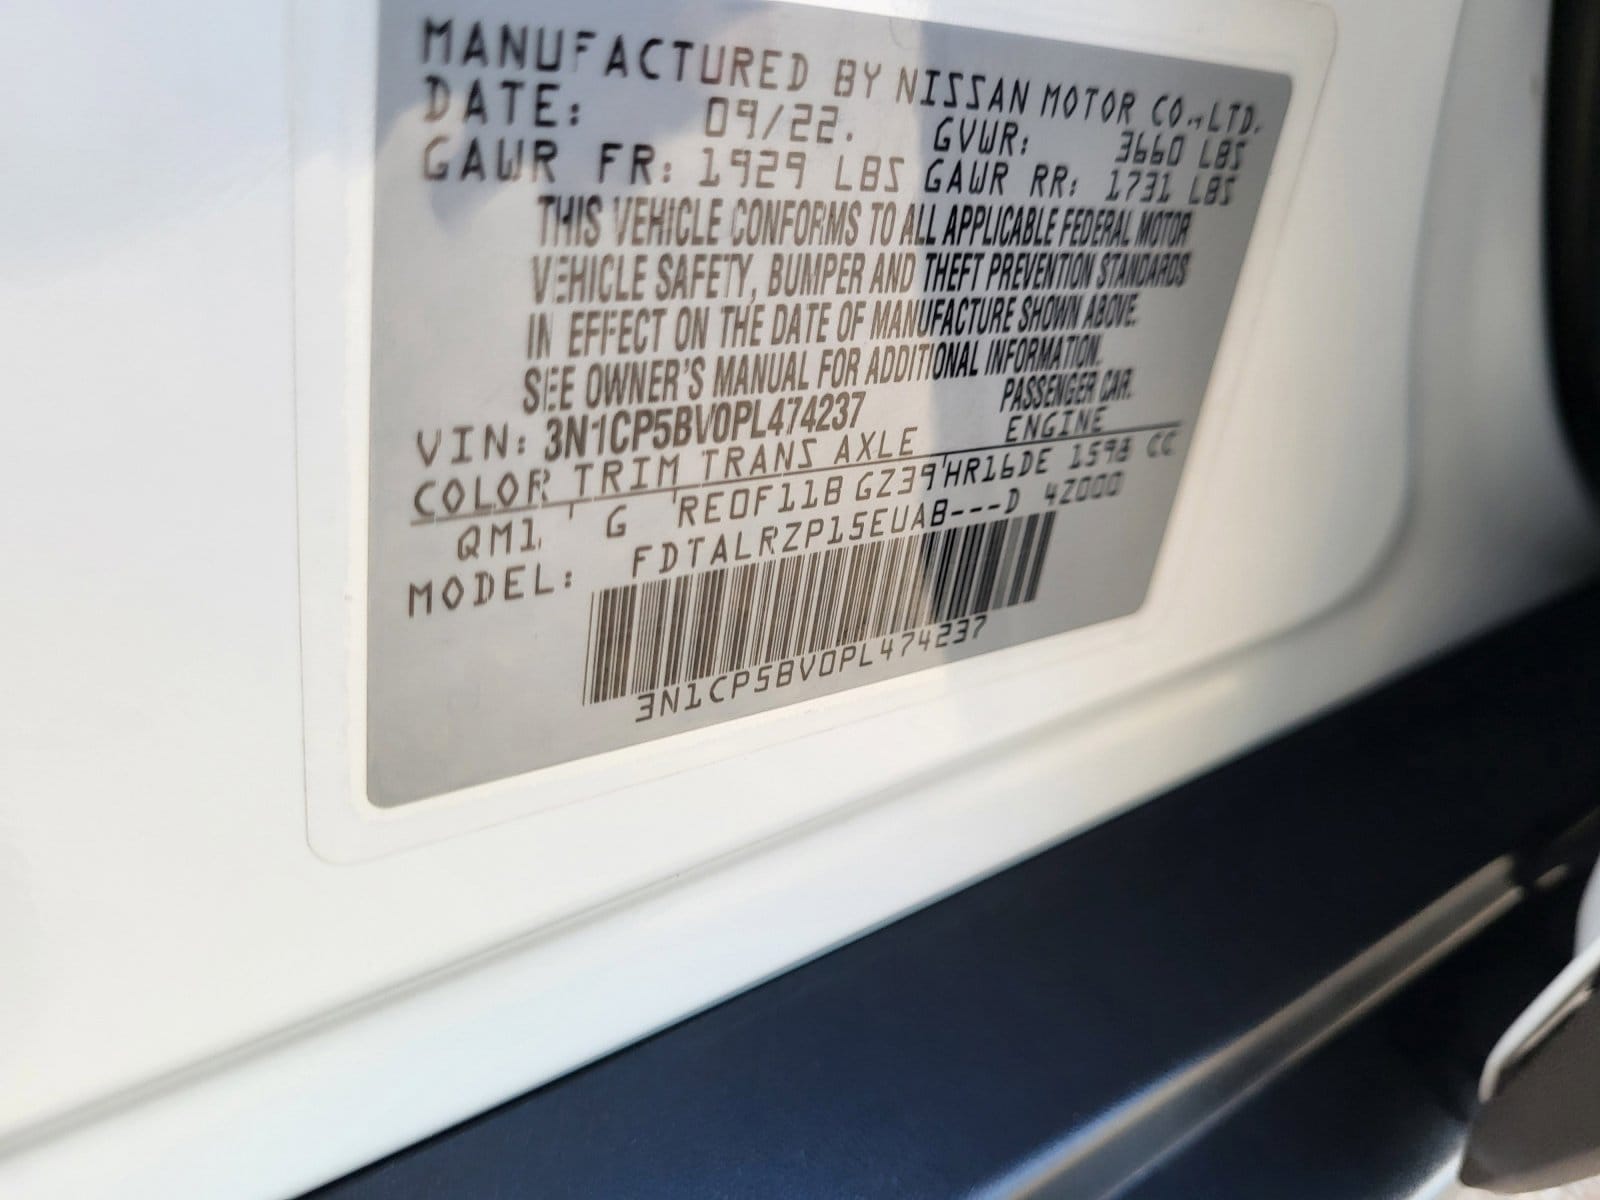 MANUFACTURED BY NISSAN MOTOR CO.,LTD.
DATE: 09/22. GVWR: 3660 LBS
GAWR FR: 1929 LBS GAWR RR: 1731 LBS
THIS VEHICLE CONFORMS TO ALL APPLICABLE FEDERAL MOTOR
VEHICLE SAFETY, BUMPER AND THEFT PREVENTION STANDARDS
IN EFFECT ON THE DATE OF MANUFACTURE SHOWN ABOVE.
SEE OWNER'S MANUAL FOR ADDITIONAL INFORMATION.
VIN: 3N1CP5BV0PL474237 PASSENGER CAR.
COLOR TRIM TRANS AXLE ENGINE
QM1 ' G 'RE0F11B GZ39'HR16DE 1598 CC
MODEL: FDTALRZP15EUAB---D 42000
3N1CP5BV0PL474237